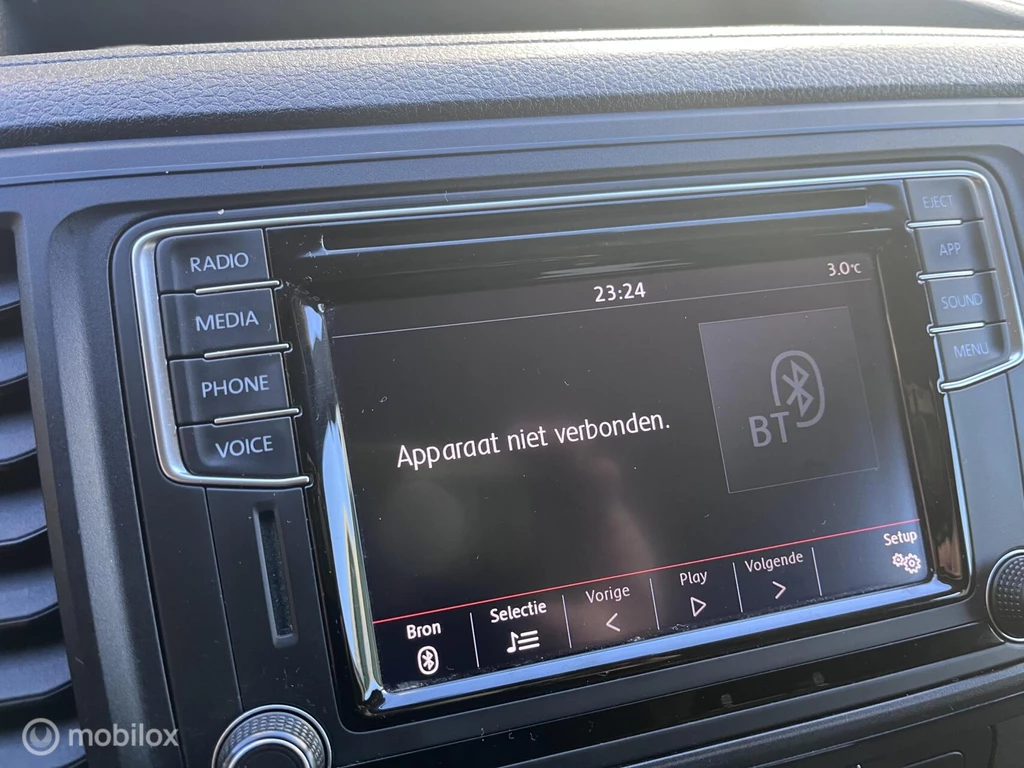 RADIO
MEDIA
PHONE
VOICE
EJECT
APP
SOUND
MENU
23:24
3.0°C
Apparaat niet verbonden.
BT
Bron
Selectie
Vorige
Play
Volgende
Setup
mobilox